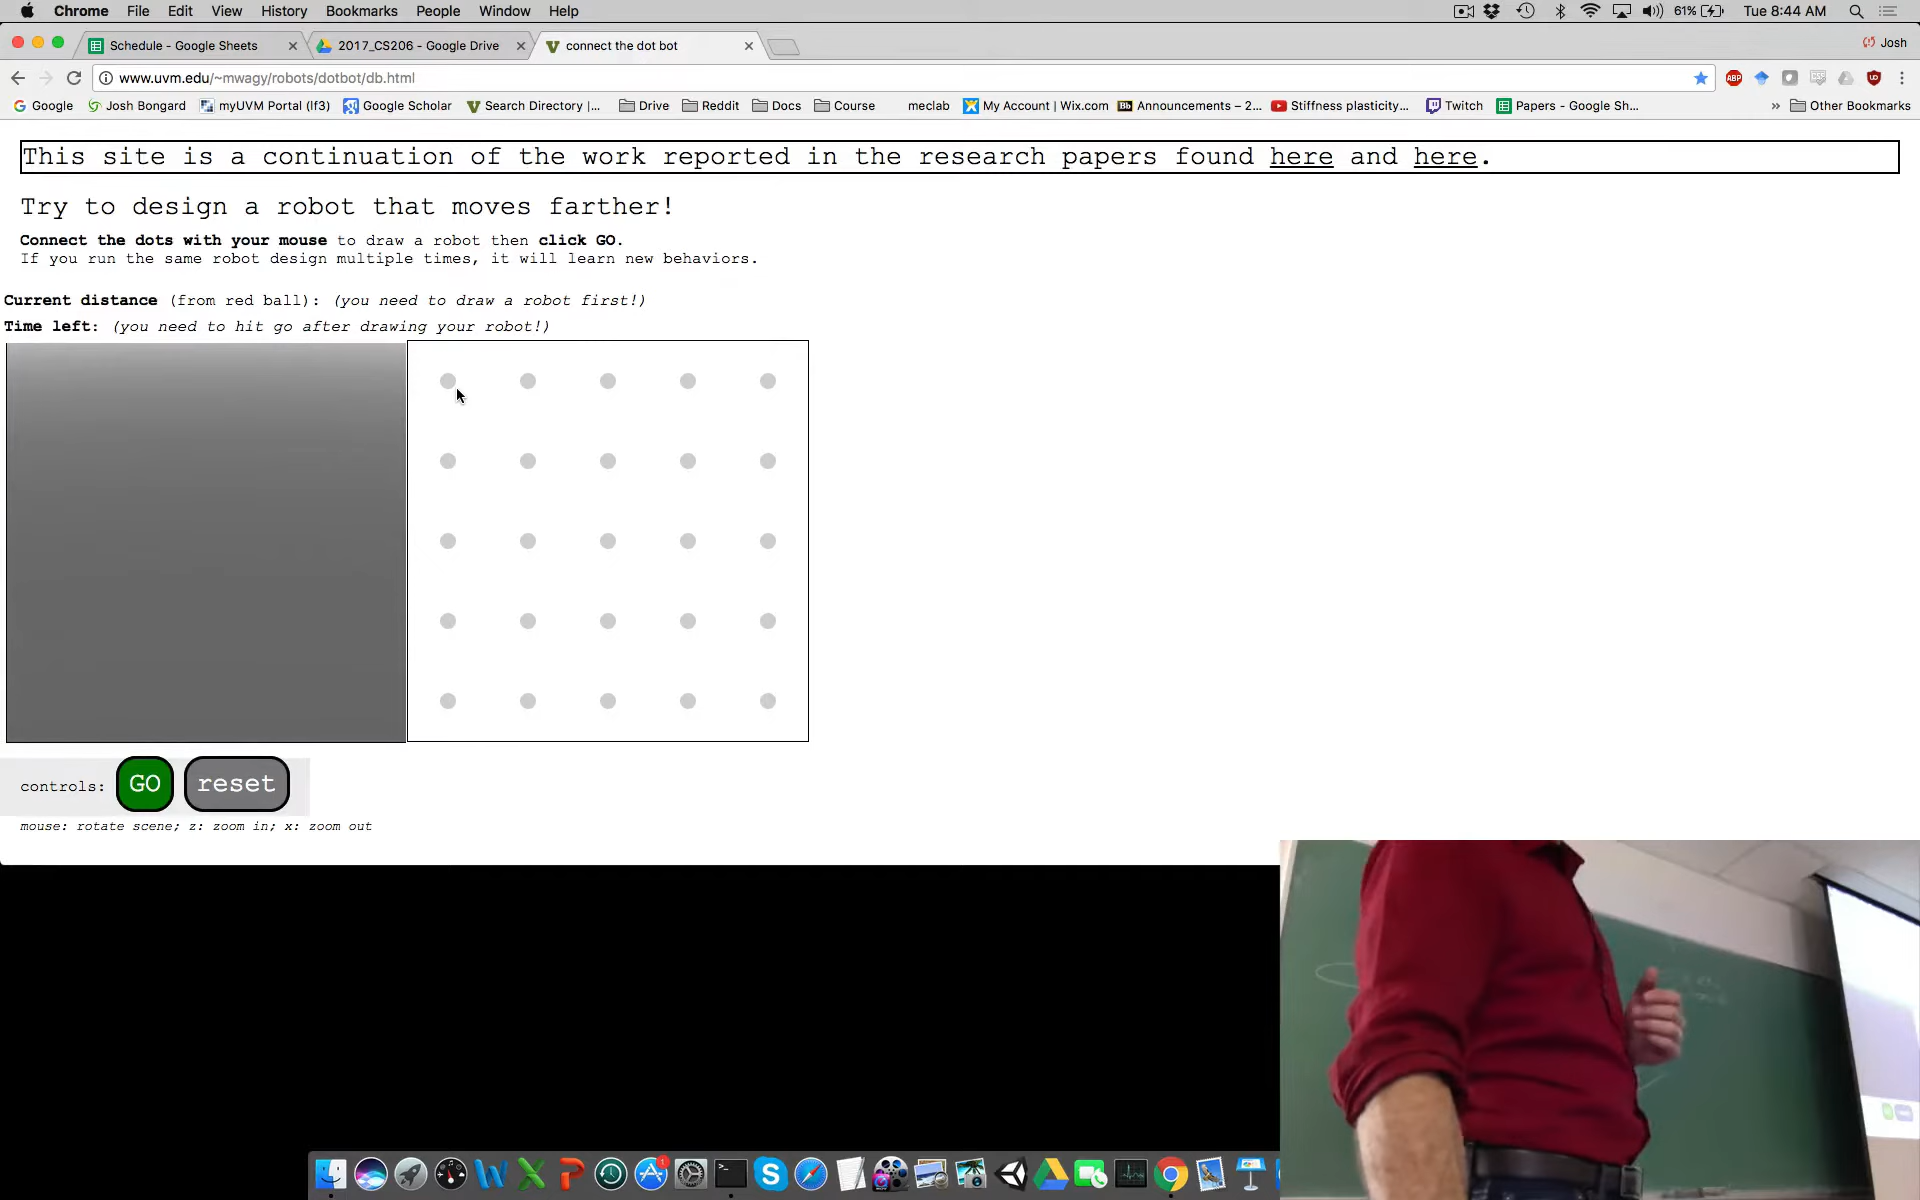 Chrome File Edit View History Bookmarks People Window Help 61% Tue 8:44 AM
Schedule - Google Sheets 2017_CS206 - Google Drive connect the dot bot Josh
www.uvm.edu/~mwagy/robots/dotbot/db.html ABP
Google Josh Bongard myUVM Portal (lf3) Google Scholar Search Directory |... Drive Reddit Docs Course meclab My Account | Wix.com Bb Announcements – 2... Stiffness plasticity... Twitch Papers - Google Sh... » Other Bookmarks
This site is a continuation of the work reported in the research papers found here and here.
Try to design a robot that moves farther!
Connect the dots with your mouse to draw a robot then click GO.
If you run the same robot design multiple times, it will learn new behaviors.
Current distance (from red ball): (you need to draw a robot first!)
Time left: (you need to hit go after drawing your robot!)
controls: GO reset
mouse: rotate scene; z: zoom in; x: zoom out